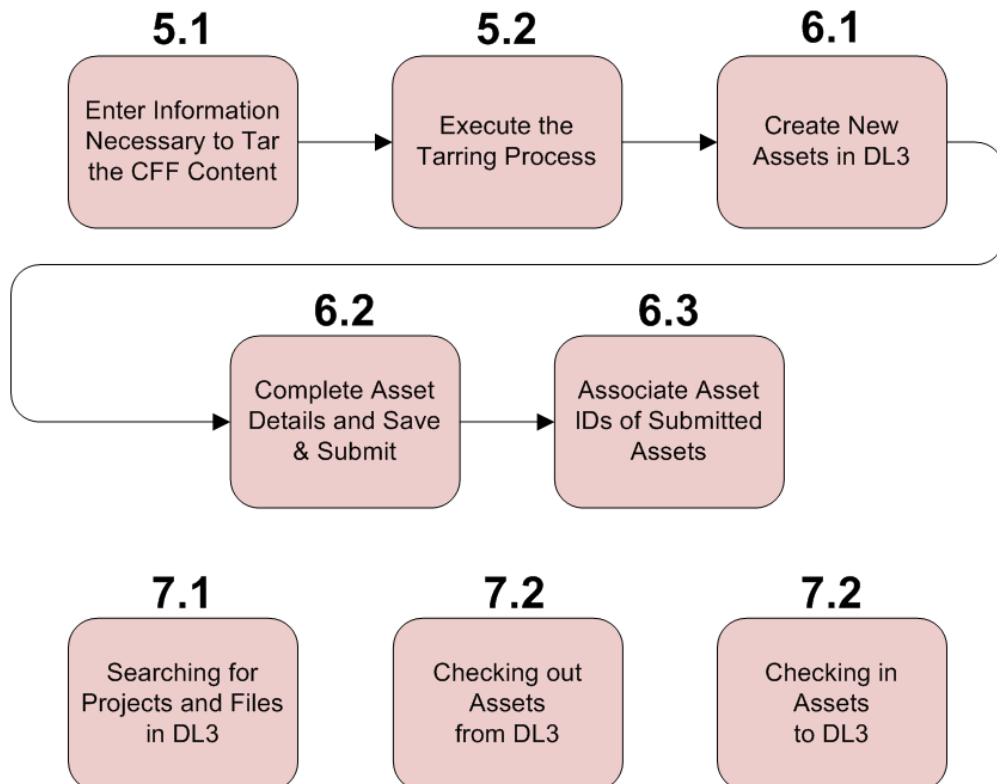 5.1
Enter Information
Necessary to Tar
the CFF Content
5.2
Execute the
Tarring Process
6.1
Create New
Assets in DL3
6.2
Complete Asset
Details and Save
& Submit
6.3
Associate Asset
IDs of Submitted
Assets
7.1
Searching for
Projects and Files
in DL3
7.2
Checking out
Assets
from DL3
7.2
Checking in
Assets
to DL3